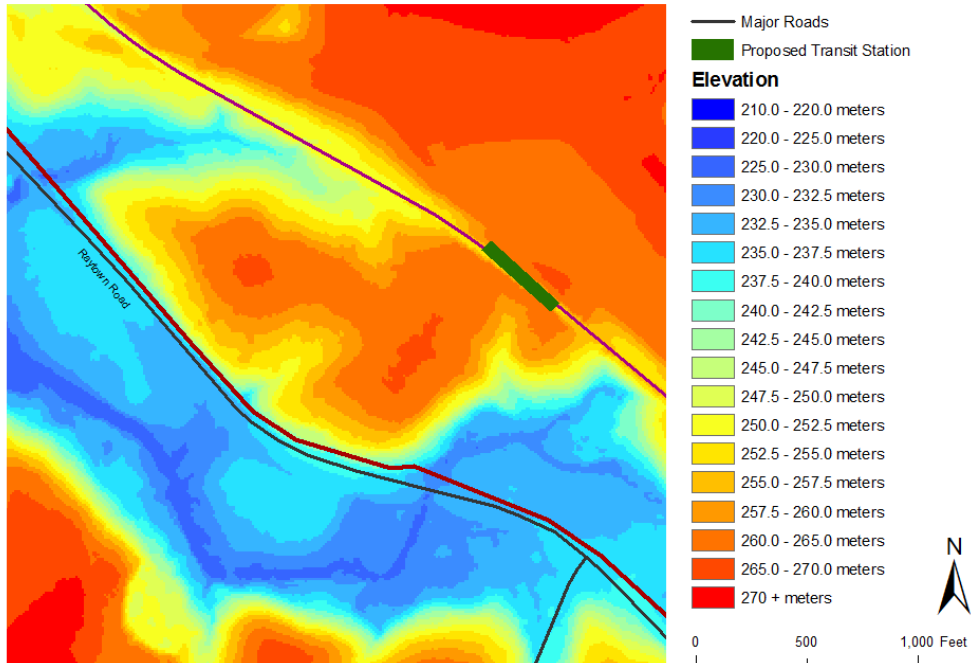 Major Roads
Proposed Transit Station
Elevation
210.0 - 220.0 meters
220.0 - 225.0 meters
225.0 - 230.0 meters
230.0 - 232.5 meters
232.5 - 235.0 meters
235.0 - 237.5 meters
237.5 - 240.0 meters
240.0 - 242.5 meters
242.5 - 245.0 meters
245.0 - 247.5 meters
247.5 - 250.0 meters
250.0 - 252.5 meters
252.5 - 255.0 meters
255.0 - 257.5 meters
257.5 - 260.0 meters
260.0 - 265.0 meters
265.0 - 270.0 meters
270 + meters
Raytown Road
N
0 500 1,000 Feet